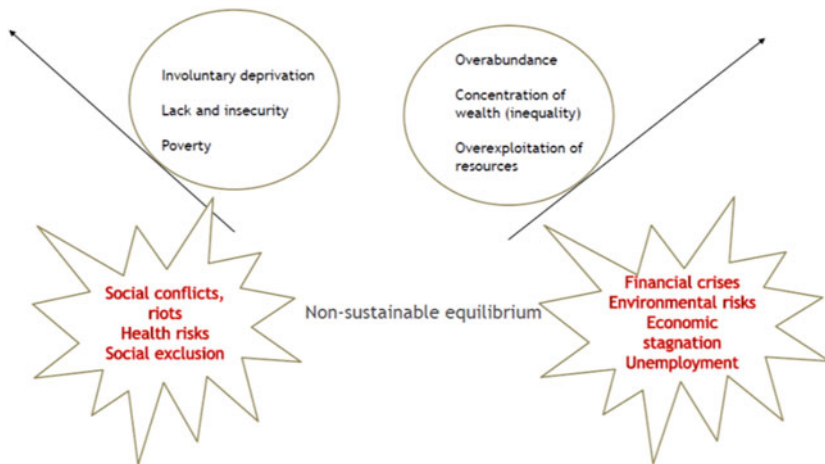 Involuntary deprivation
Lack and insecurity
Poverty
Overabundance
Concentration of
wealth (inequality)
Overexploitation of
resources
Social conflicts,
riots
Health risks
Social exclusion
Non-sustainable equilibrium
Financial crises
Environmental risks
Economic
stagnation
Unemployment